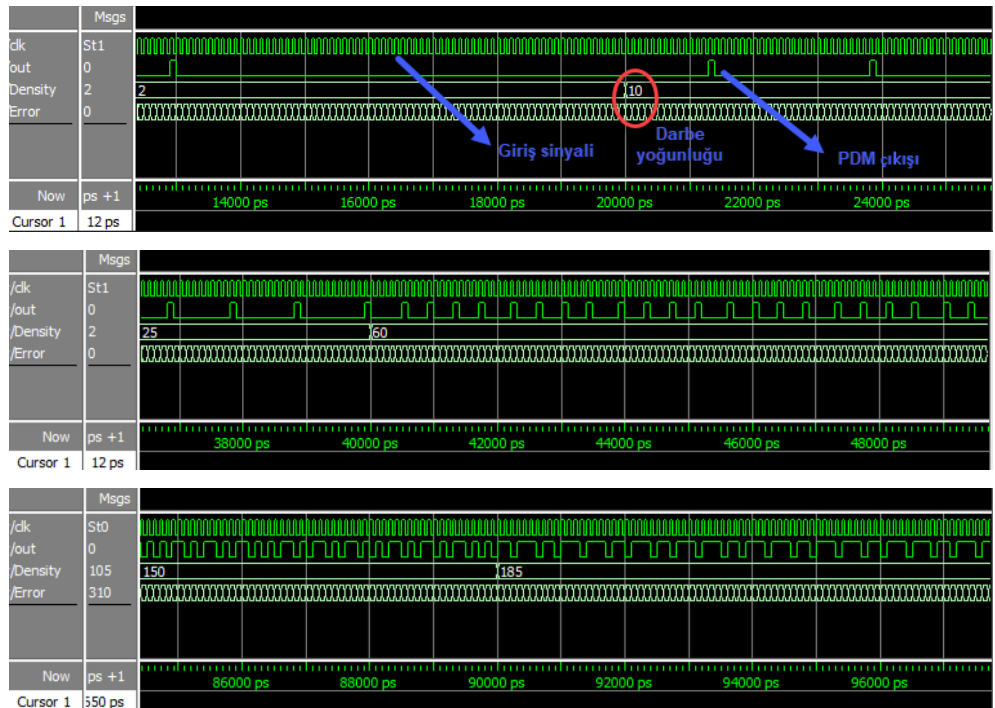 Msgs
/clk St1
/out 0
/Density 2 2 10
/Error 0
Giriş sinyali
Darbe
yoğunluğu
PDM çıkışı
Now ps +1 14000 ps 16000 ps 18000 ps 20000 ps 22000 ps 24000 ps
Cursor 1 12 ps
Msgs
/clk St1
/out 0
/Density 2 25 60
/Error 0
Now ps +1 38000 ps 40000 ps 42000 ps 44000 ps 46000 ps 48000 ps
Cursor 1 12 ps
Msgs
/clk St0
/out 0
/Density 105 150 185
/Error 310
Now ps +1 86000 ps 88000 ps 90000 ps 92000 ps 94000 ps 96000 ps
Cursor 1 550 ps